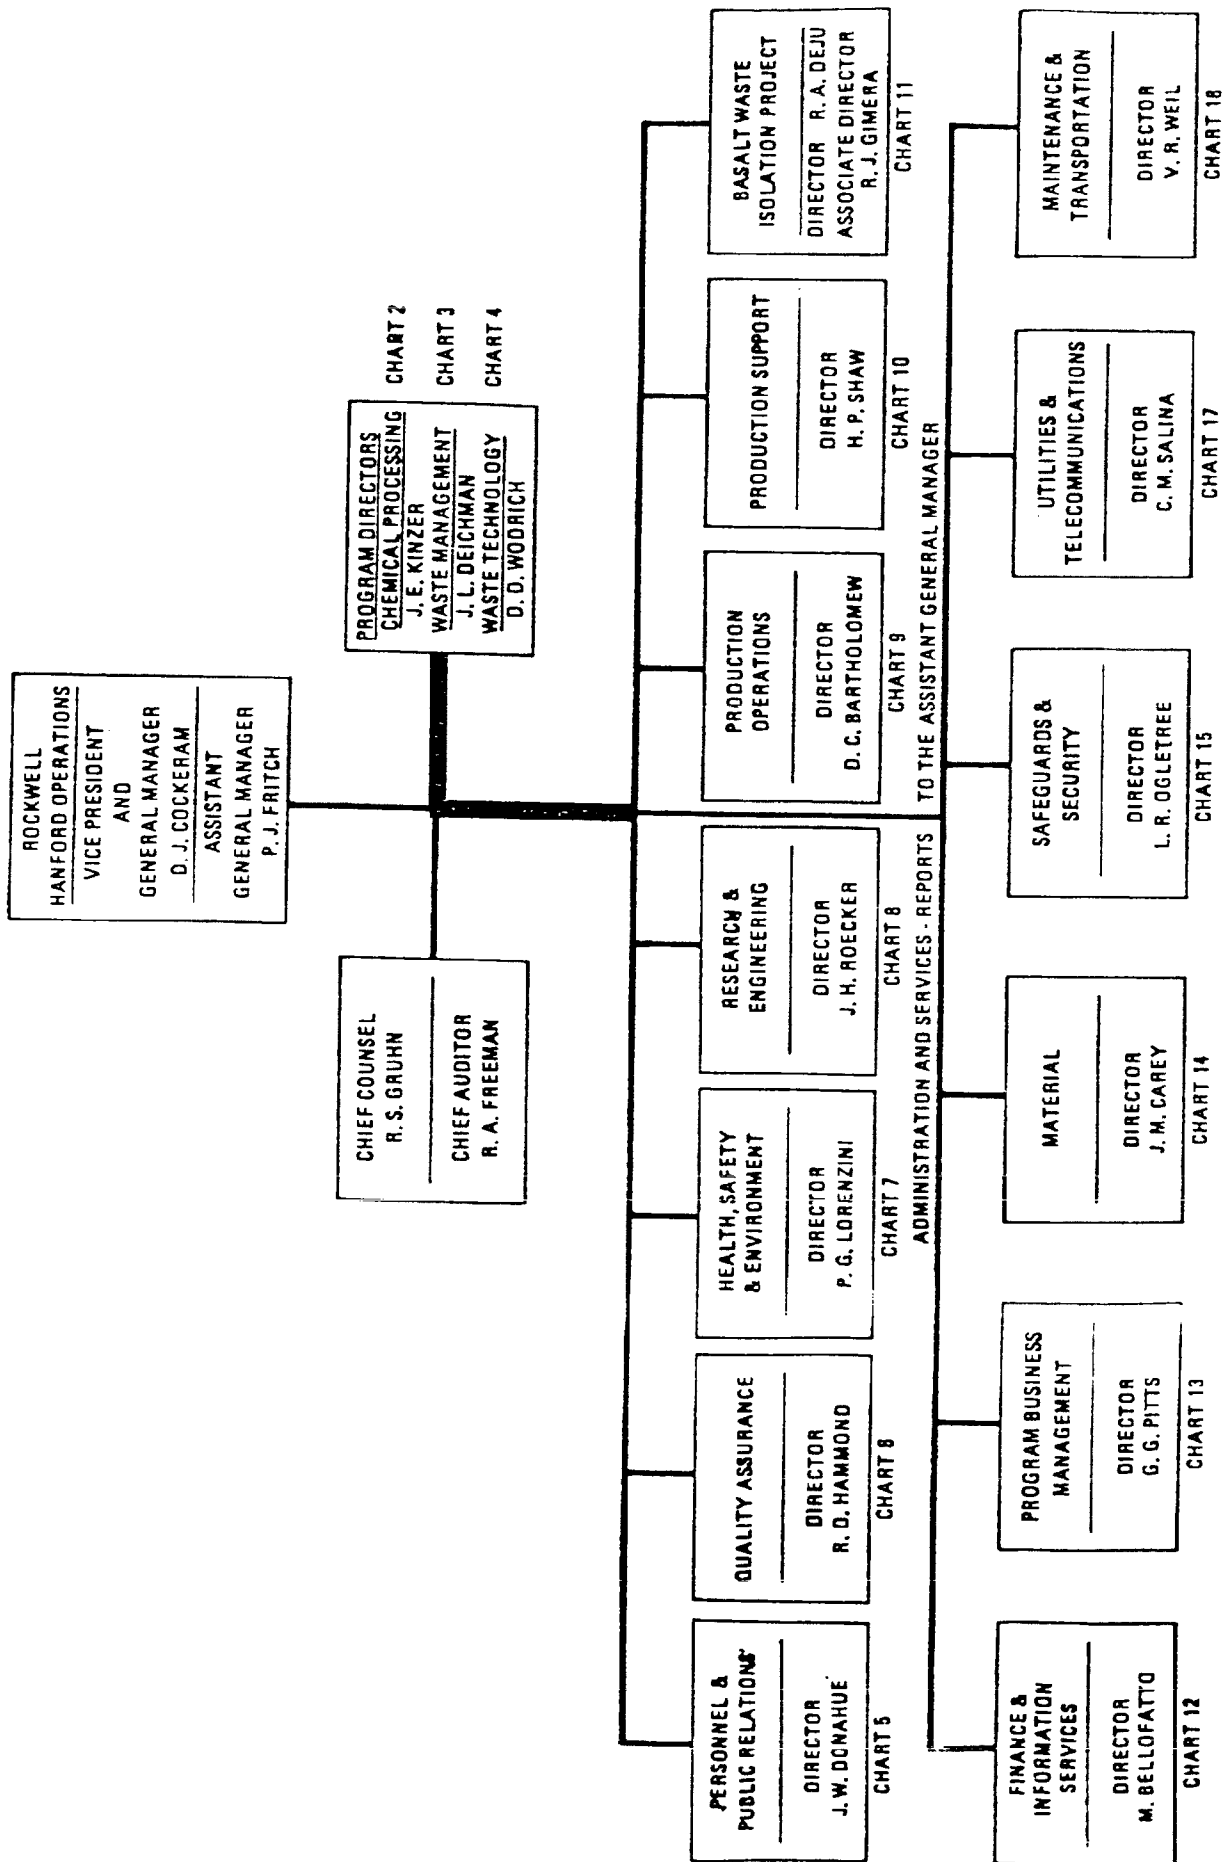 ROCKWELL
HANFORD OPERATIONS
VICE PRESIDENT
AND
GENERAL MANAGER
D. J. COCKERAM
ASSISTANT
GENERAL MANAGER
P. J. FRITCH
CHIEF COUNSEL
R. S. GRUHN
CHIEF AUDITOR
R. A. FREEMAN
PROGRAM DIRECTORS
CHEMICAL PROCESSING
J. E. KINZER
CHART 2
WASTE MANAGEMENT
J. L. DEICHMAN
CHART 3
WASTE TECHNOLOGY
D. D. WODRICH
CHART 4
PERSONNEL &
PUBLIC RELATIONS
DIRECTOR
J. W. DONAHUE
CHART 5
QUALITY ASSURANCE
DIRECTOR
R. D. HAMMOND
CHART 8
HEALTH, SAFETY
& ENVIRONMENT
DIRECTOR
P. G. LORENZINI
CHART 7
RESEARCH &
ENGINEERING
DIRECTOR
J. H. ROECKER
CHART 8
PRODUCTION
OPERATIONS
DIRECTOR
D. C. BARTHOLOMEW
CHART 9
PRODUCTION SUPPORT
DIRECTOR
H. P. SHAW
CHART 10
BASALT WASTE
ISOLATION PROJECT
DIRECTOR R. A. DEJU
ASSOCIATE DIRECTOR
R. J. GIMERA
CHART 11
ADMINISTRATION AND SERVICES - REPORTS TO THE ASSISTANT GENERAL MANAGER
FINANCE &
INFORMATION
SERVICES
DIRECTOR
M. BELLOFATTO
CHART 12
PROGRAM BUSINESS
MANAGEMENT
DIRECTOR
G. G. PITTS
CHART 13
MATERIAL
DIRECTOR
J. M. CAREY
CHART 14
SAFEGUARDS &
SECURITY
DIRECTOR
L. R. OGLETREE
CHART 15
UTILITIES &
TELECOMMUNICATIONS
DIRECTOR
C. M. SALINA
CHART 17
MAINTENANCE &
TRANSPORTATION
DIRECTOR
V. R. WEIL
CHART 18